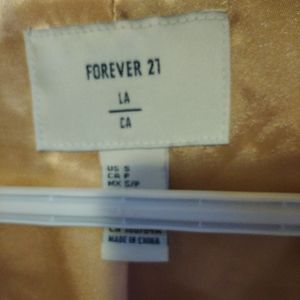 FOREVER 21
LA
CA
US S
CA P
MX S/P
MADE IN CHINA